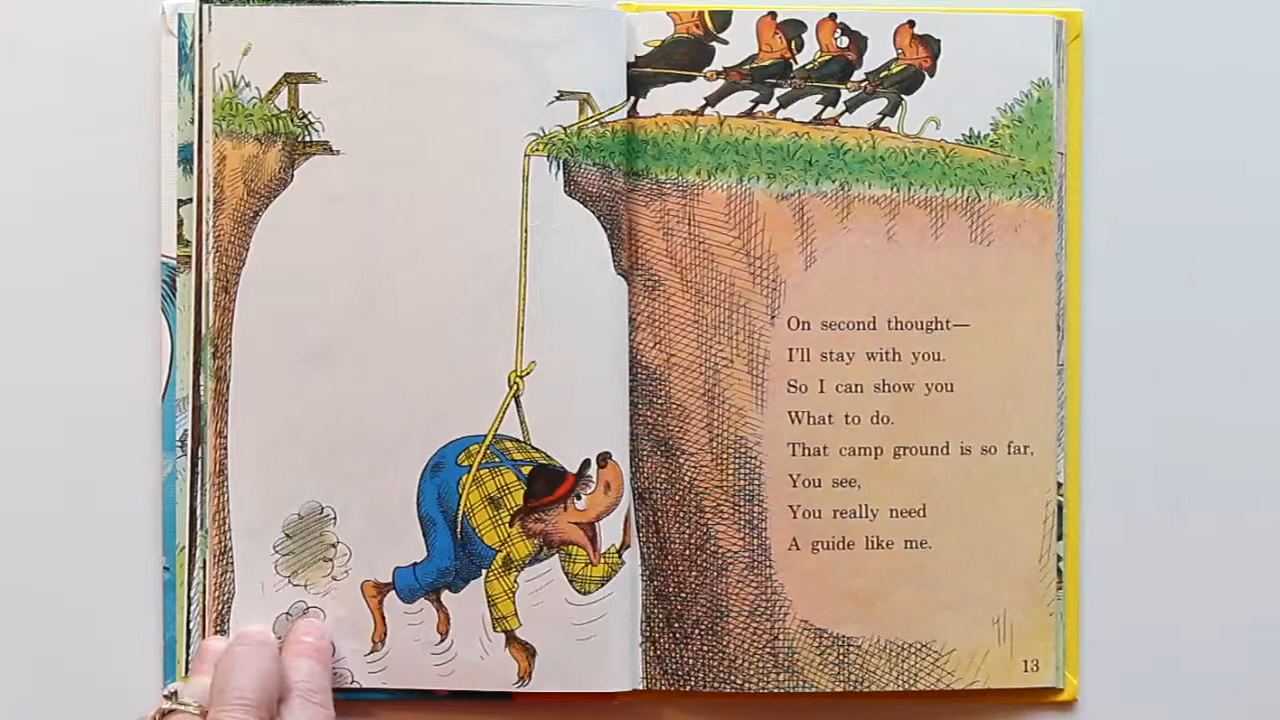 On second thought—
I'll stay with you.
So I can show you
What to do.
That camp ground is so far,
You see,
You really need
A guide like me.
13